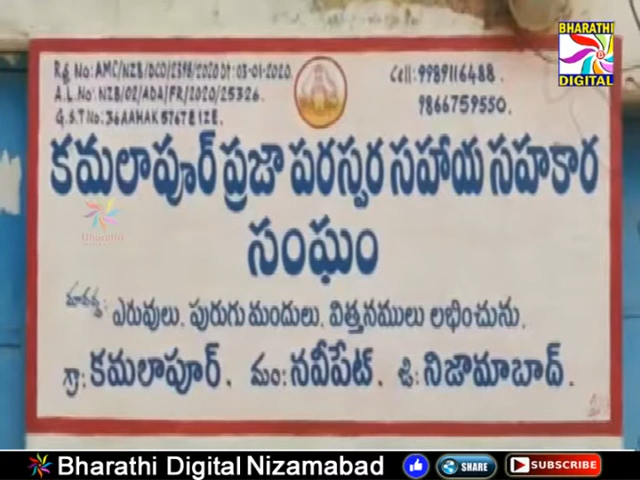 BHARATHI
DIGITAL
Rg No: AMC/NZB/DCO/2398/2020 Dt: 03-01-2020.
Cell: 9989116488.
A.L.No: NZB/02/ADA/FR/2020/25326.
9866759550.
G.S.T No. 36AAHAK5767E1ZE.
కమలాపూర్ ప్రజా పరస్పర సహాయ సహకార
సంఘం
Bharathi
ఎరువులు, పురుగు మందులు, విత్తనములు లభించును.
గ్రా: కమలాపూర్, మం: నవీపేట్, జి: నిజామాబాద్.
Bharathi Digital Nizamabad
SHARE
SUBSCRIBE